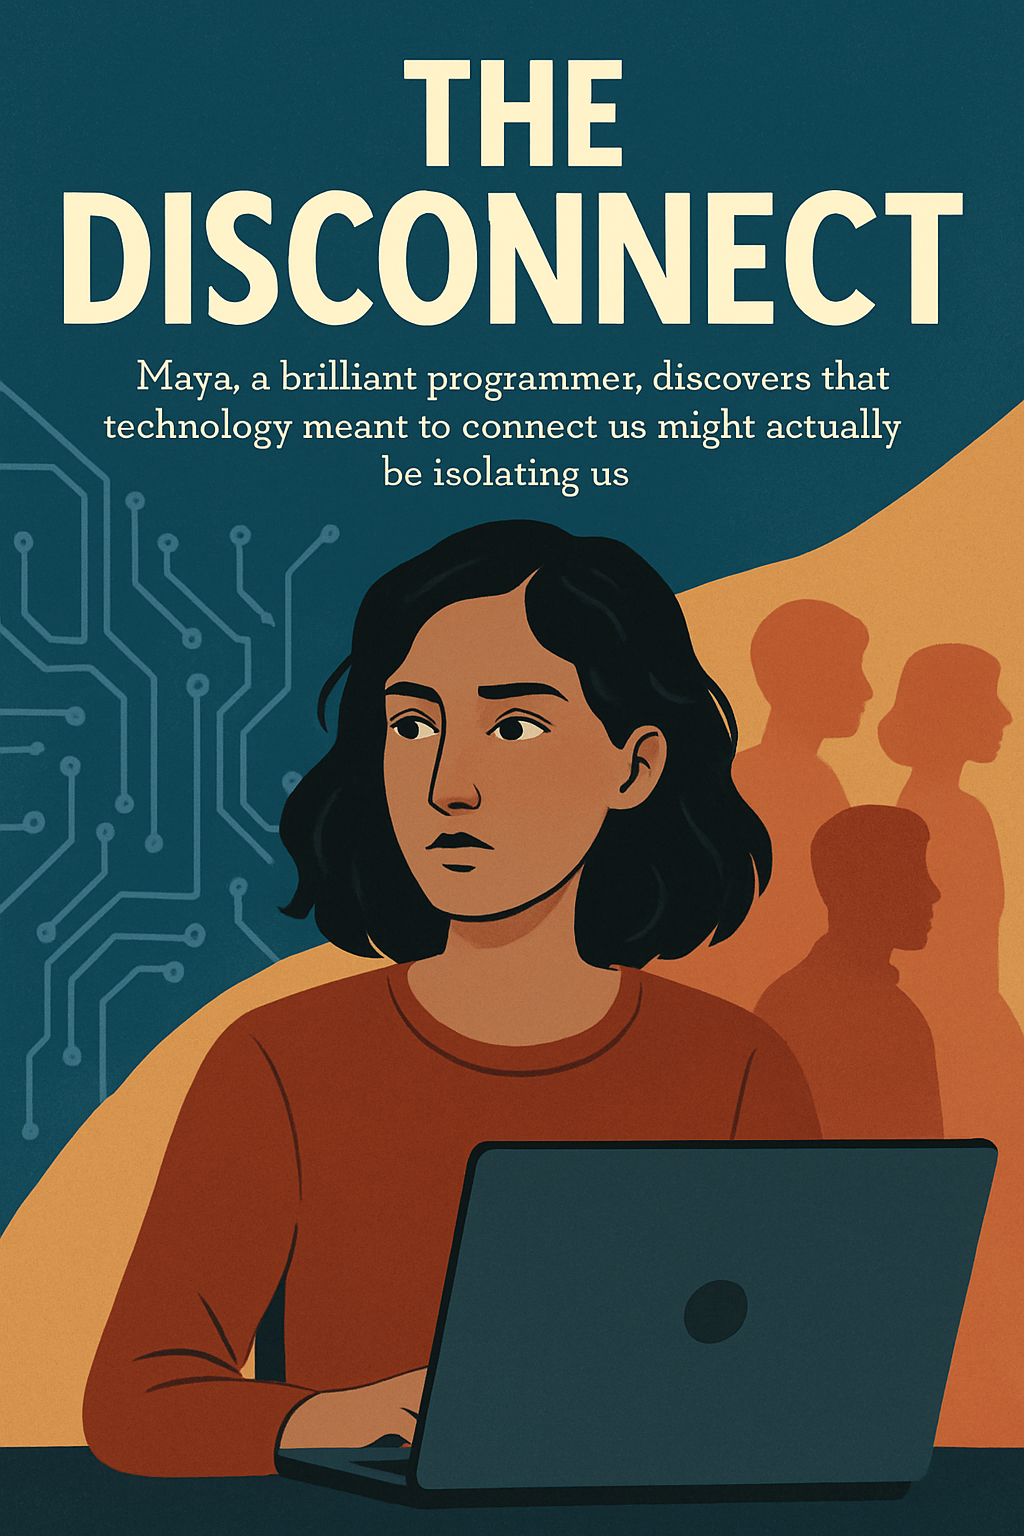 THE
DISCONNECT
Maya, a brilliant programmer, discovers that
technology meant to connect us might actually
be isolating us